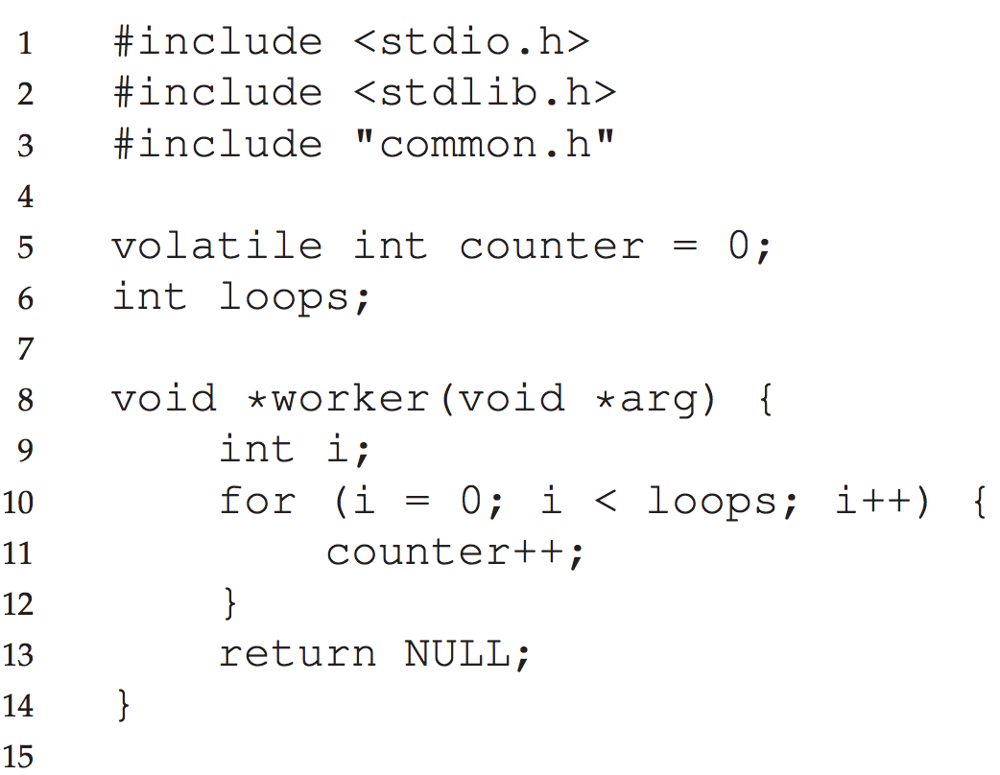 1 #include <stdio.h>
2 #include <stdlib.h>
3 #include "common.h"
4
5 volatile int counter = 0;
6 int loops;
7
8 void *worker(void *arg) {
9     int i;
10     for (i = 0; i < loops; i++) {
11         counter++;
12     }
13     return NULL;
14 }
15